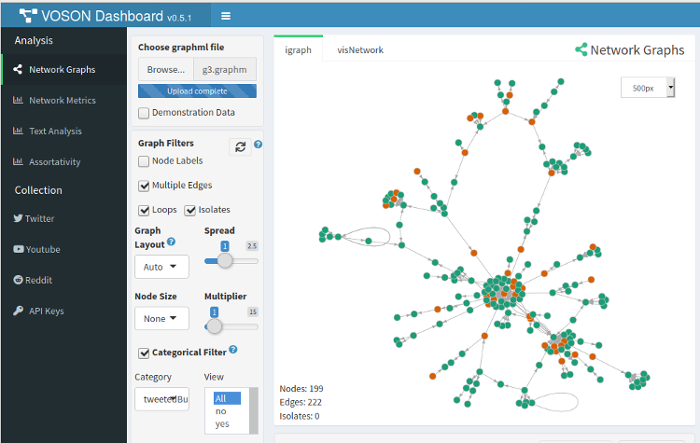 VOSON Dashboard v0.5.1
Analysis
Network Graphs
Network Metrics
Text Analysis
Assortativity
Collection
Twitter
Youtube
Reddit
API Keys
Choose graphml file
Browse... g3.graphm
Upload complete
Demonstration Data
Graph Filters
Node Labels
Multiple Edges
Loops Isolates
Graph Layout Spread
1 2.5
Auto
Node Size Multiplier
1 15
None
Categorical Filter
Category View
tweetedBu
All
no
yes
igraph visNetwork
Network Graphs
500px
Nodes: 199
Edges: 222
Isolates: 0